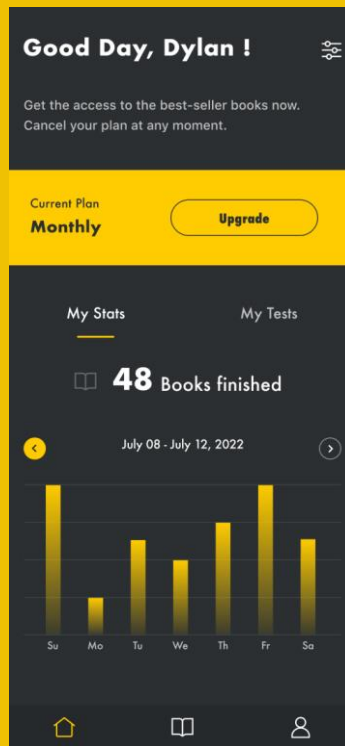 Good Day, Dylan !
Get the access to the best-seller books now.
Cancel your plan at any moment.
Current Plan
Monthly
Upgrade
My Stats
My Tests
48 Books finished
July 08 - July 12, 2022
Su Mo Tu We Th Fr Sa